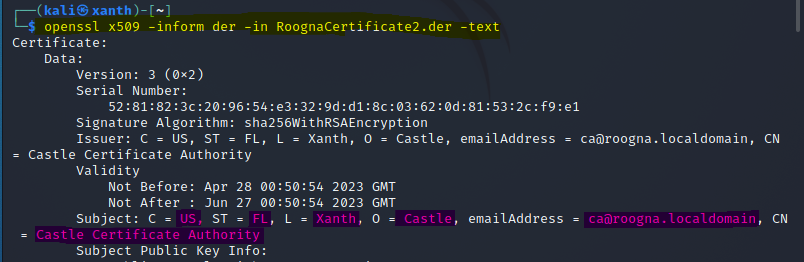 ┌──(kali㉿xanth)-[~]
└─$ openssl x509 -inform der -in RoognaCertificate2.der -text
Certificate:
Data:
Version: 3 (0×2)
Serial Number:
52:81:82:3c:20:96:54:e3:32:9d:d1:8c:03:62:0d:81:53:2c:f9:e1
Signature Algorithm: sha256WithRSAEncryption
Issuer: C = US, ST = FL, L = Xanth, O = Castle, emailAddress = ca@roogna.localdomain, CN
= Castle Certificate Authority
Validity
Not Before: Apr 28 00:50:54 2023 GMT
Not After : Jun 27 00:50:54 2023 GMT
Subject: C = US, ST = FL, L = Xanth, O = Castle, emailAddress = ca@roogna.localdomain, CN
= Castle Certificate Authority
Subject Public Key Info: